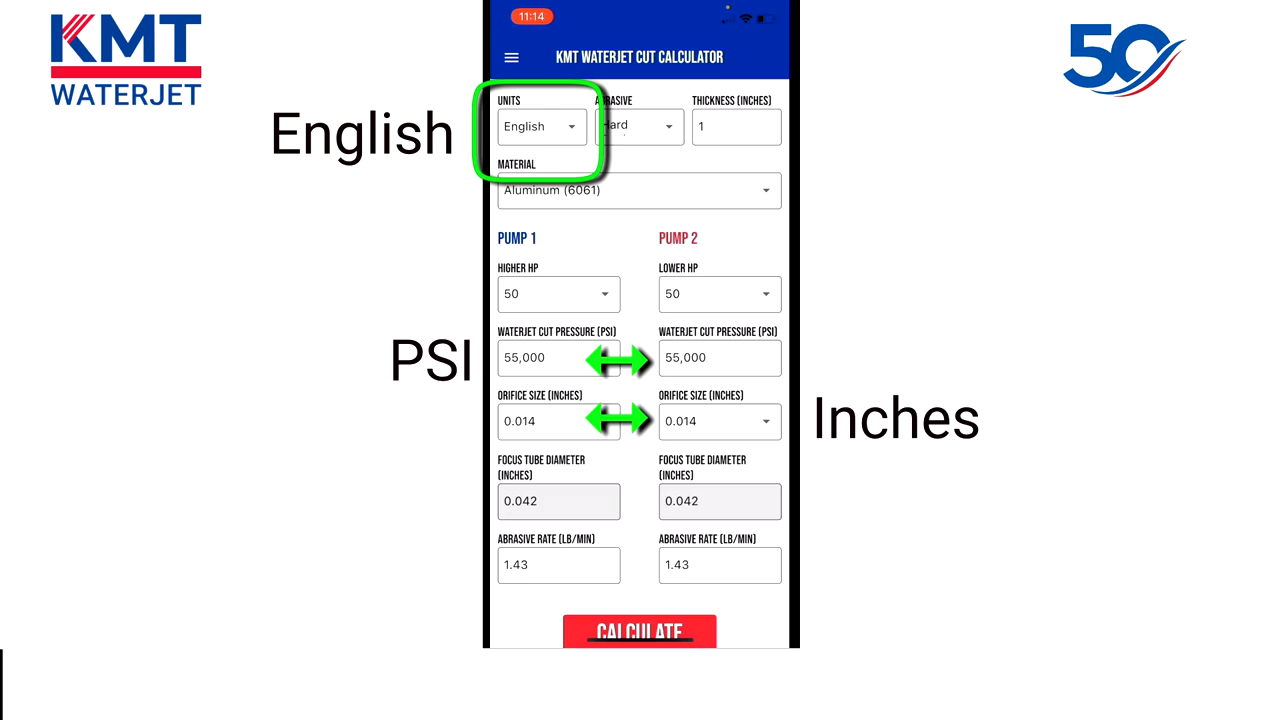 KMT
WATERJET
11:14
50
KMT WATERJET CUT CALCULATOR
English
UNITS
ABRASIVE
THICKNESS (INCHES)
English
Hard
1
MATERIAL
Aluminum (6061)
PUMP 1
PUMP 2
HIGHER HP
LOWER HP
50
50
PSI
WATERJET CUT PRESSURE (PSI)
WATERJET CUT PRESSURE (PSI)
55,000
55,000
Inches
ORIFICE SIZE (INCHES)
ORIFICE SIZE (INCHES)
0.014
0.014
FOCUS TUBE DIAMETER
(INCHES)
FOCUS TUBE DIAMETER
(INCHES)
0.042
0.042
ABRASIVE RATE (LB/MIN)
ABRASIVE RATE (LB/MIN)
1.43
1.43
CALCULATE